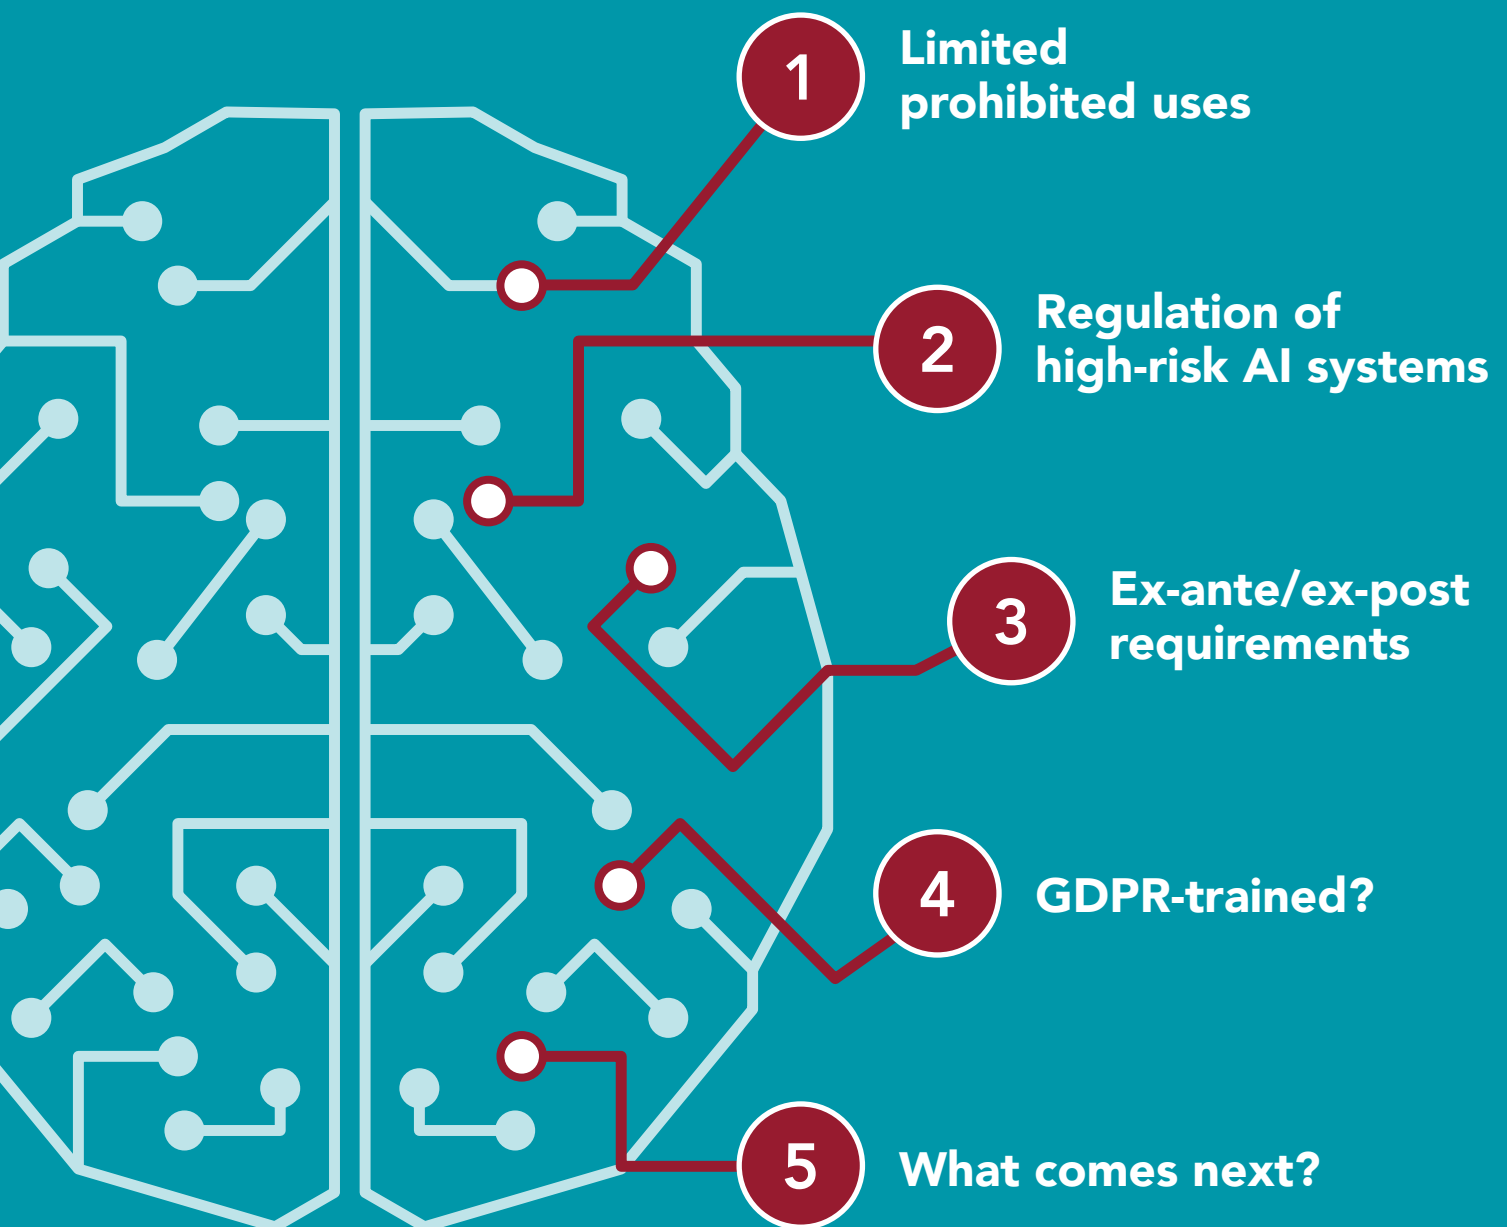 1
Limited
prohibited uses
2
Regulation of
high-risk AI systems
3
Ex-ante/ex-post
requirements
4
GDPR-trained?
5
What comes next?